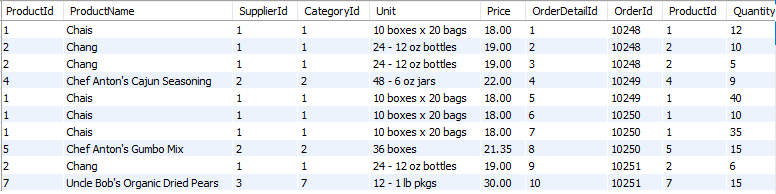 ProductId ProductName SupplierId CategoryId Unit Price OrderDetailId OrderId ProductId Quantity
1 Chais 1 1 10 boxes x 20 bags 18.00 1 10248 1 12
2 Chang 1 1 24 - 12 oz bottles 19.00 2 10248 2 10
2 Chang 1 1 24 - 12 oz bottles 19.00 3 10248 2 5
4 Chef Anton's Cajun Seasoning 2 2 48 - 6 oz jars 22.00 4 10249 4 9
1 Chais 1 1 10 boxes x 20 bags 18.00 5 10249 1 40
1 Chais 1 1 10 boxes x 20 bags 18.00 6 10250 1 10
1 Chais 1 1 10 boxes x 20 bags 18.00 7 10250 1 35
5 Chef Anton's Gumbo Mix 2 2 36 boxes 21.35 8 10250 5 15
2 Chang 1 1 24 - 12 oz bottles 19.00 9 10251 2 6
7 Unde Bob's Organic Dried Pears 3 7 12 - 1 lb pkgs 30.00 10 10251 7 15